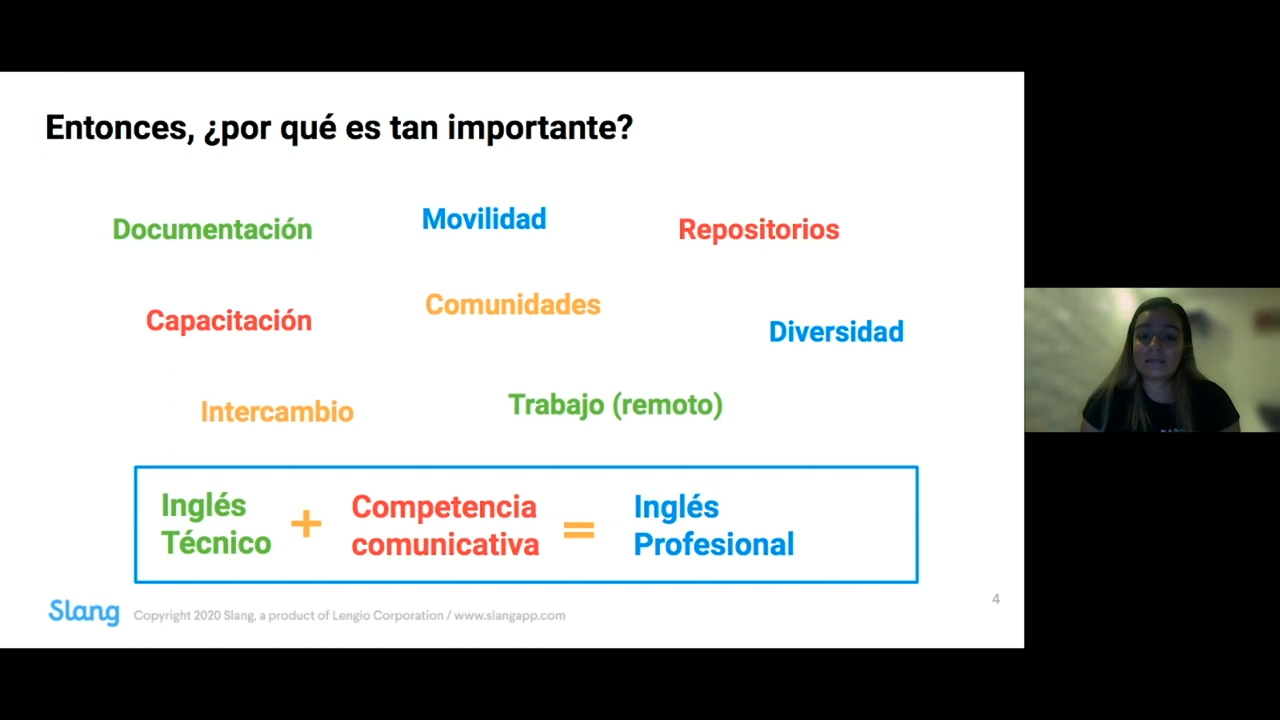 Entonces, ¿por qué es tan importante?
Documentación
Movilidad
Repositorios
Capacitación
Comunidades
Diversidad
Intercambio
Trabajo (remoto)
Inglés
Técnico
+
Competencia
comunicativa
=
Inglés
Profesional
Slang
Copyright 2020 Slang, a product of Lengio Corporation / www.slangapp.com
4